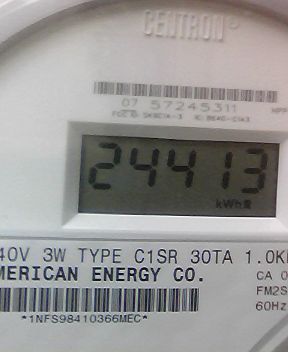 CENTRON
07 57245311
24413
kWh
40V 3W TYPE C1SR 30TA 1.0K
MERICAN ENERGY CO.
CA 0
FM2S
60Hz
*1NFS98410366MEC*